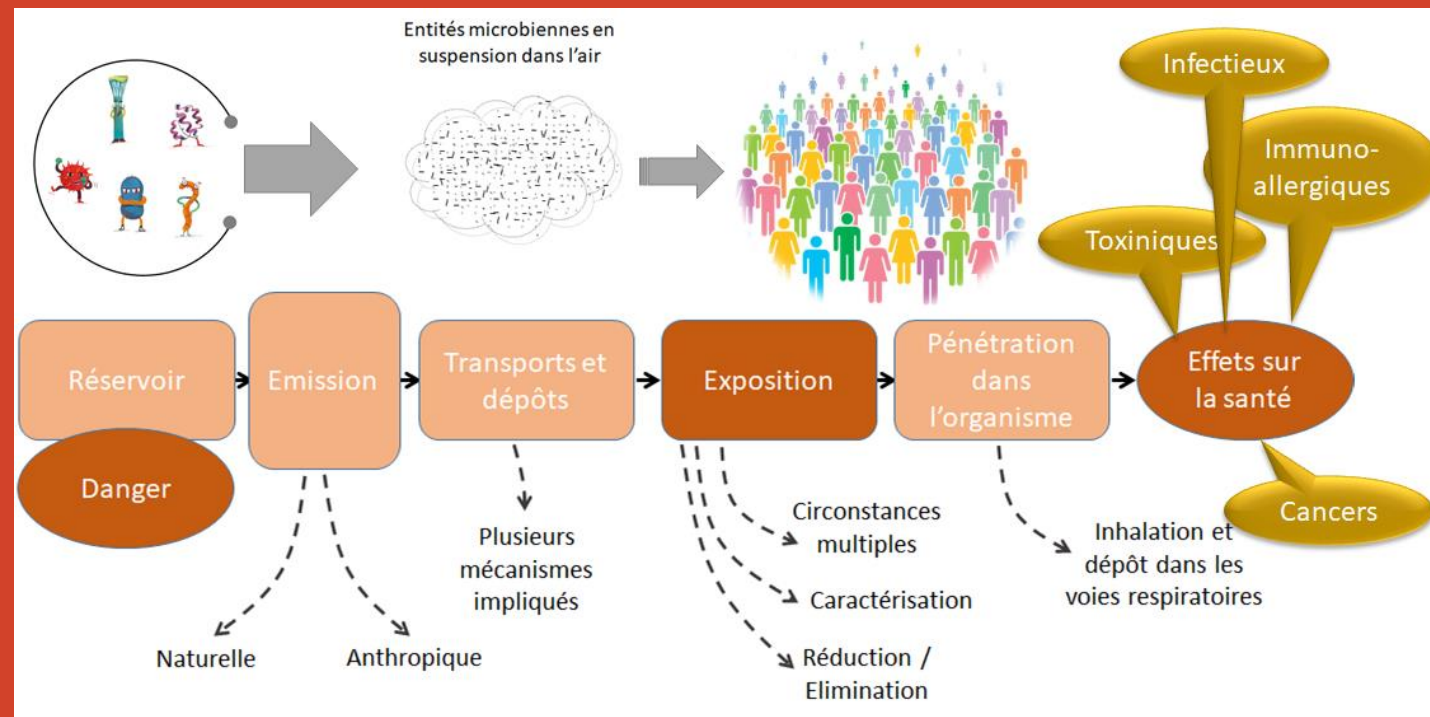 Entités microbiennes en
suspension dans l'air
Infectieux
Immuno-
allergiques
Toxiniques
Réservoir
Emission
Transports et
dépôts
Exposition
Pénétration
dans
l'organisme
Effets sur
la santé
Danger
Cancers
Naturelle
Anthropique
Plusieurs
mécanismes
impliqués
Circonstances
multiples
Caractérisation
Réduction /
Elimination
Inhalation et
dépôt dans les
voies respiratoires